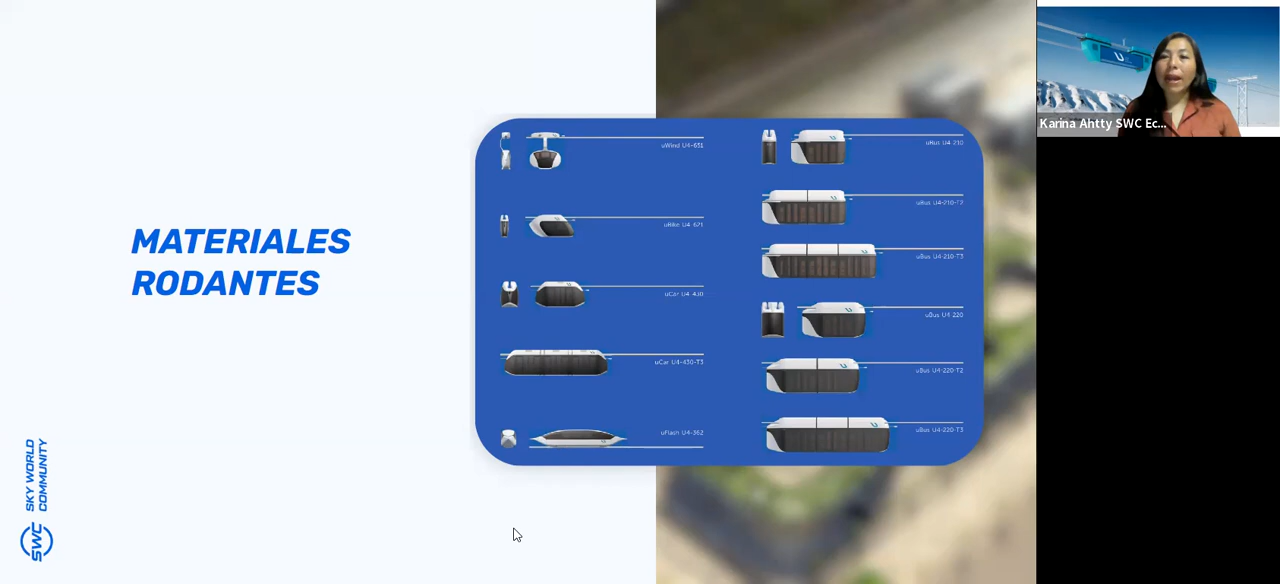 MATERIALES
RODANTES
uWind U4-651
uBike U4-621
uCar U4-430
uCar U4-430-T3
uFlash U4-362
uBus U4-210
uBus U4-210-T2
uBus U4-210-T3
uBus U4-220
uBus U4-220-T2
uBus U4-220-T3
SKY WORLD
COMMUNITY
SWC
Karina Ahtty SWC Ec...